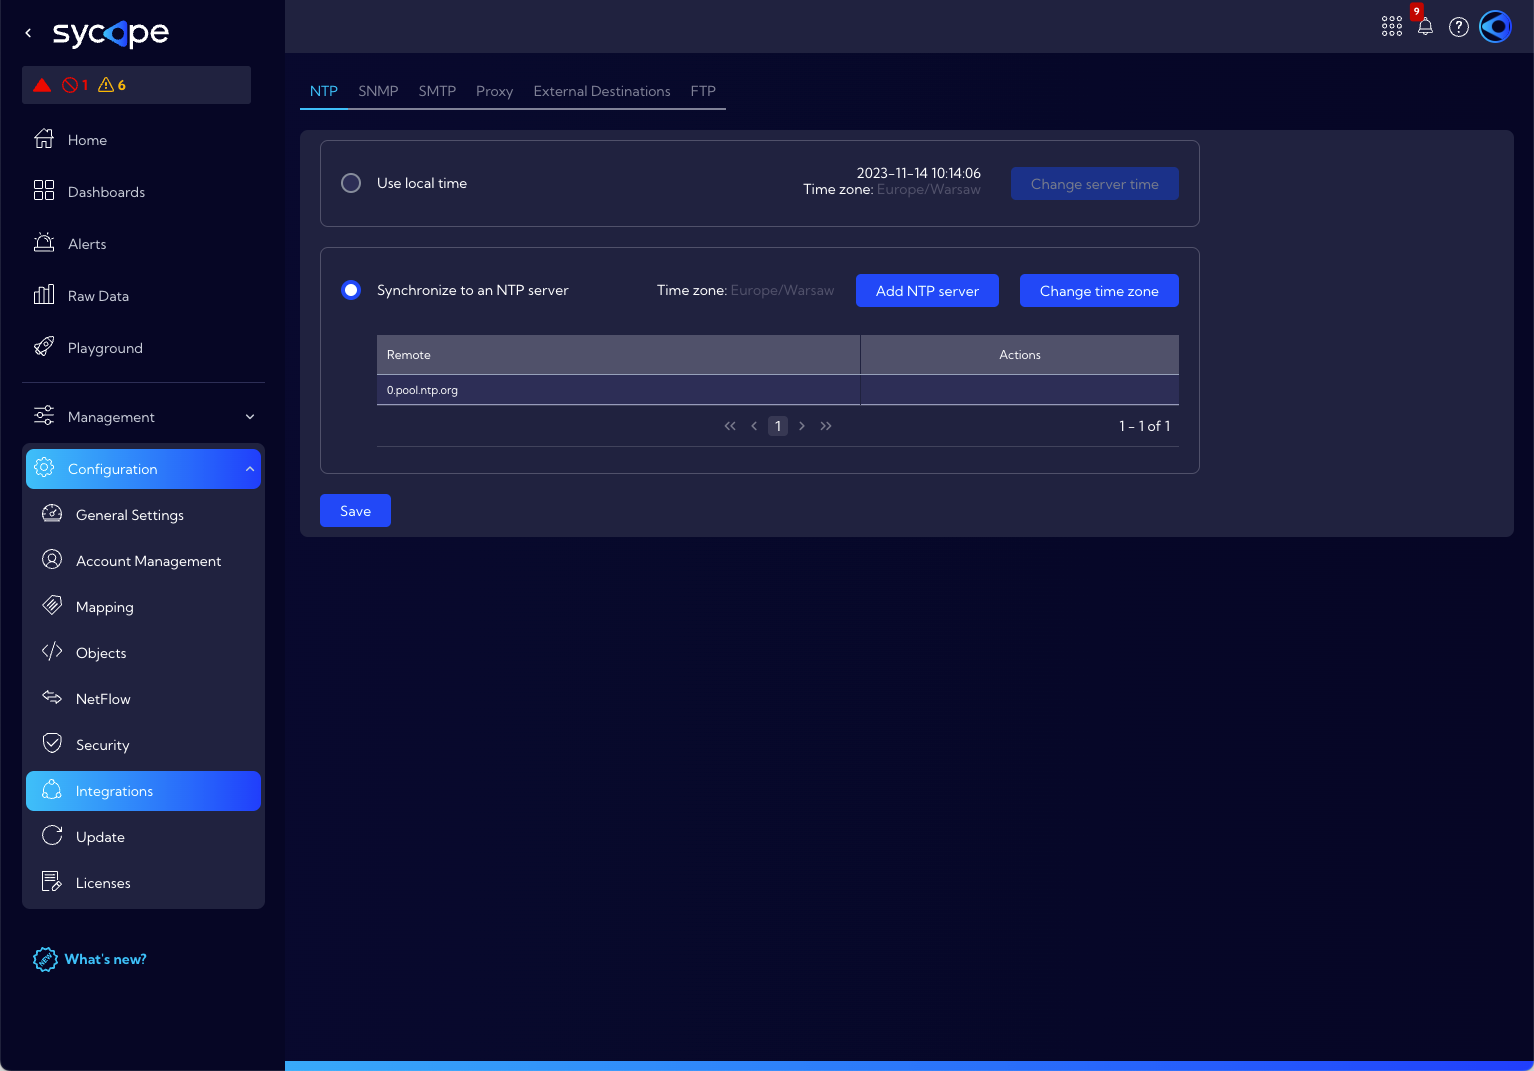 sycope
1 6
Home
Dashboards
Alerts
Raw Data
Playground
Management
Configuration
General Settings
Account Management
Mapping
Objects
NetFlow
Security
Integrations
Update
Licenses
NEW What's new?
9
NTP SNMP SMTP Proxy External Destinations FTP
Use local time
2023-11-14 10:14:06
Time zone: Europe/Warsaw
Change server time
Synchronize to an NTP server Time zone: Europe/Warsaw Add NTP server Change time zone
Remote Actions
0.pool.ntp.org
1 1 - 1 of 1
Save